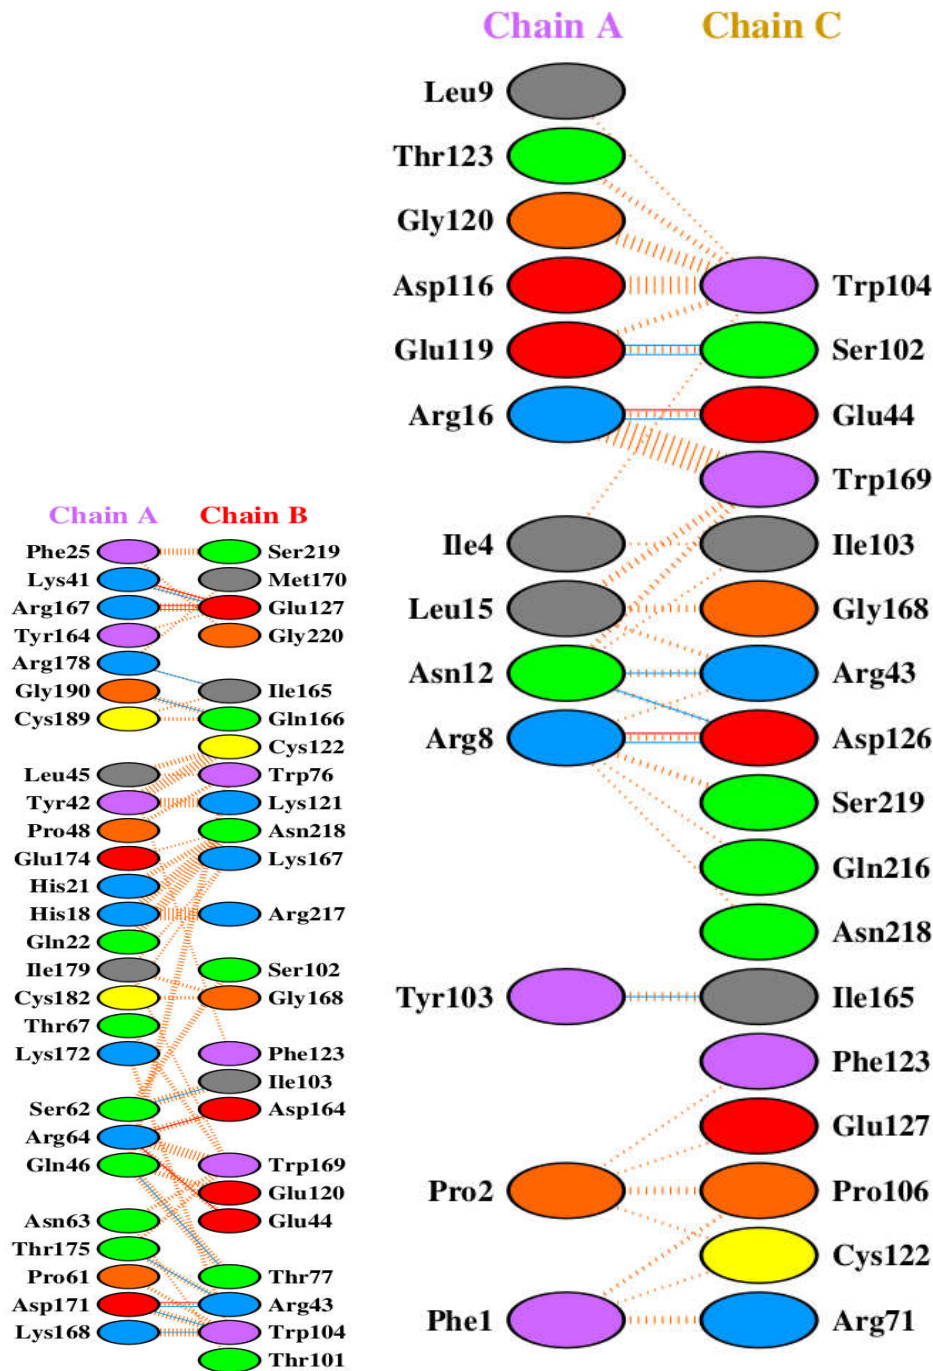 Chain A Chain C
Leu9
Thr123
Gly120
Asp116 Trp104
Glu119 Ser102
Arg16 Glu44
Trp169
Ile4 Ile103
Leu15 Gly168
Asn12 Arg43
Arg8 Asp126
Ser219
Gln216
Asn218
Tyr103 Ile165
Phe123
Glu127
Pro2 Pro106
Cys122
Phe1 Arg71
Chain A Chain B
Phe25 Ser219
Lys41 Met170
Arg167 Glu127
Tyr164 Gly220
Arg178
Gly190 Ile165
Cys189 Gln166
Cys122
Leu45 Trp76
Tyr42 Lys121
Pro48 Asn218
Glu174 Lys167
His21
His18 Arg217
Gln22
Ile179 Ser102
Cys182 Gly168
Thr67
Lys172 Phe123
Ile103
Ser62 Asp164
Arg64
Gln46 Trp169
Glu120
Asn63 Glu44
Thr175
Pro61 Thr77
Asp171 Arg43
Lys168 Trp104
Thr101